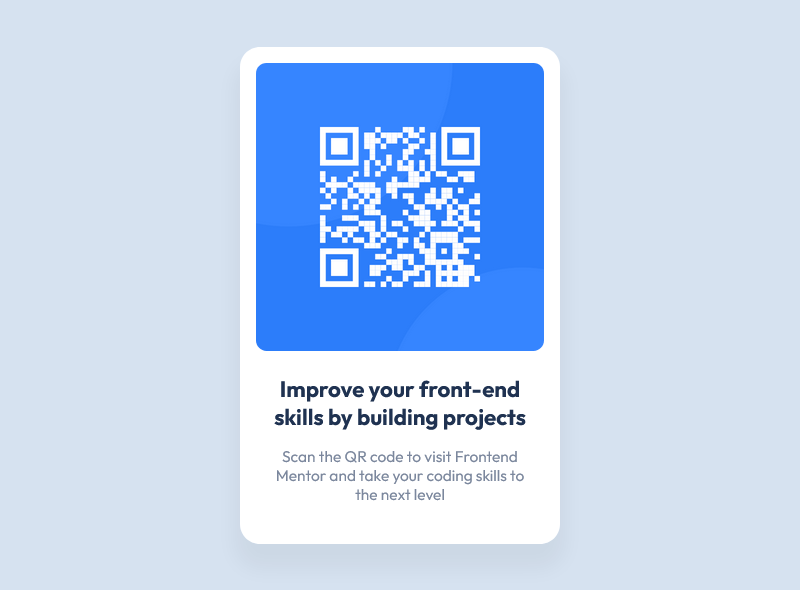 Improve your front-end
skills by building projects
Scan the QR code to visit Frontend
Mentor and take your coding skills to
the next level